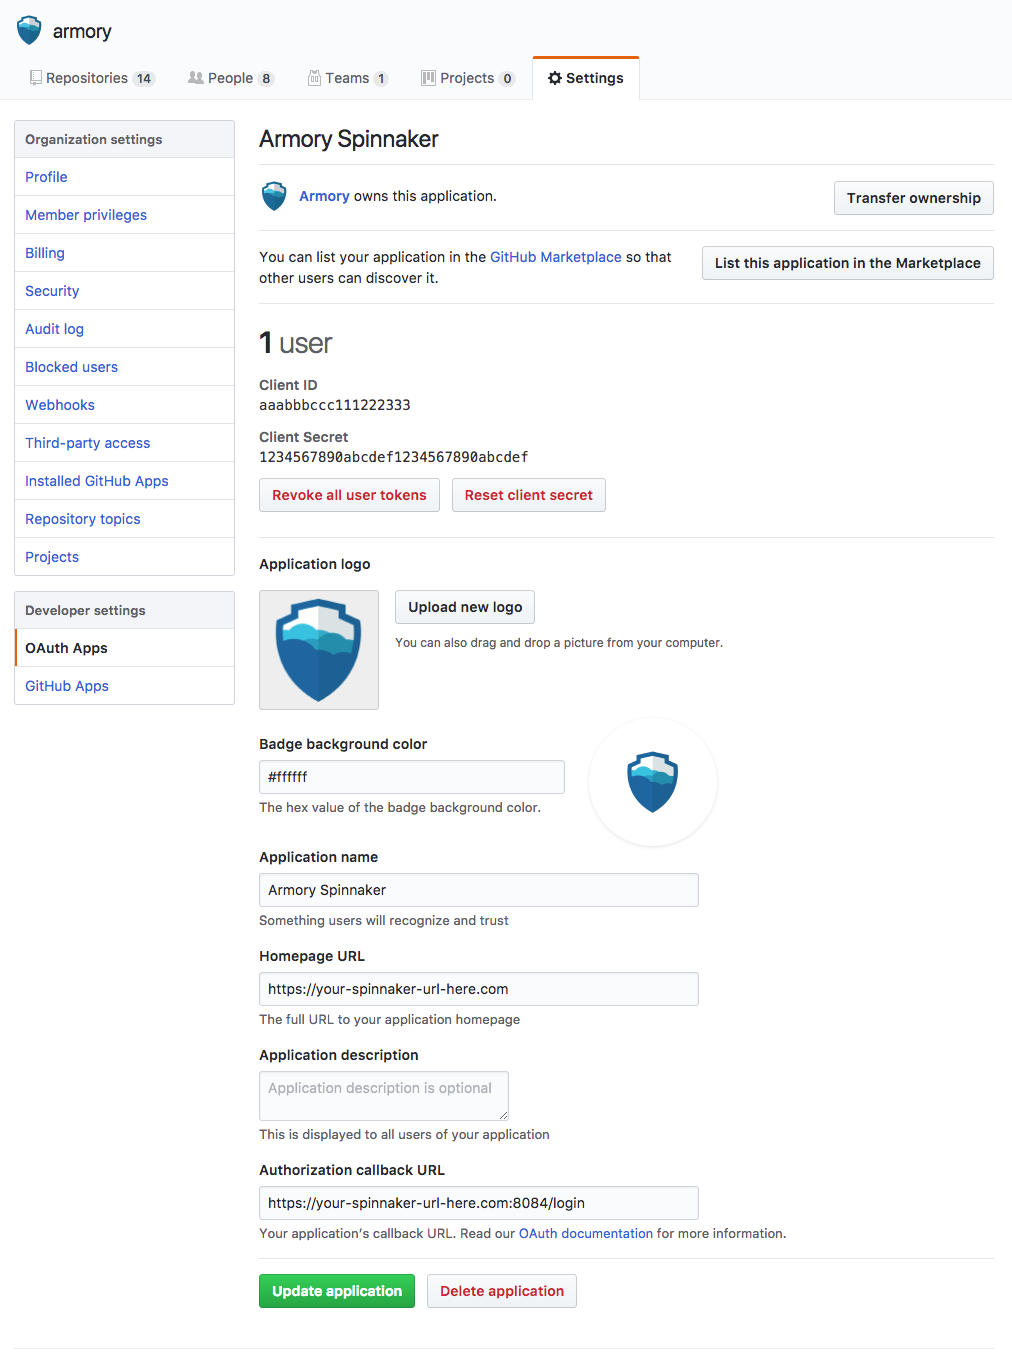 armory
Repositories 14 People 8 Teams 1 Projects 0 Settings
Organization settings
Profile
Member privileges
Billing
Security
Audit log
Blocked users
Webhooks
Third-party access
Installed GitHub Apps
Repository topics
Projects
Developer settings
OAuth Apps
GitHub Apps
Armory Spinnaker
Armory owns this application.
Transfer ownership
You can list your application in the GitHub Marketplace so that
other users can discover it.
List this application in the Marketplace
1 user
Client ID
aaabbbccc111222333
Client Secret
1234567890abcdef1234567890abcdef
Revoke all user tokens Reset client secret
Application logo
Upload new logo
You can also drag and drop a picture from your computer.
Badge background color
#ffffff
The hex value of the badge background color.
Application name
Armory Spinnaker
Something users will recognize and trust
Homepage URL
https://your-spinnaker-url-here.com
The full URL to your application homepage
Application description
Application description is optional
This is displayed to all users of your application
Authorization callback URL
https://your-spinnaker-url-here.com:8084/login
Your application's callback URL. Read our OAuth documentation for more information.
Update application Delete application